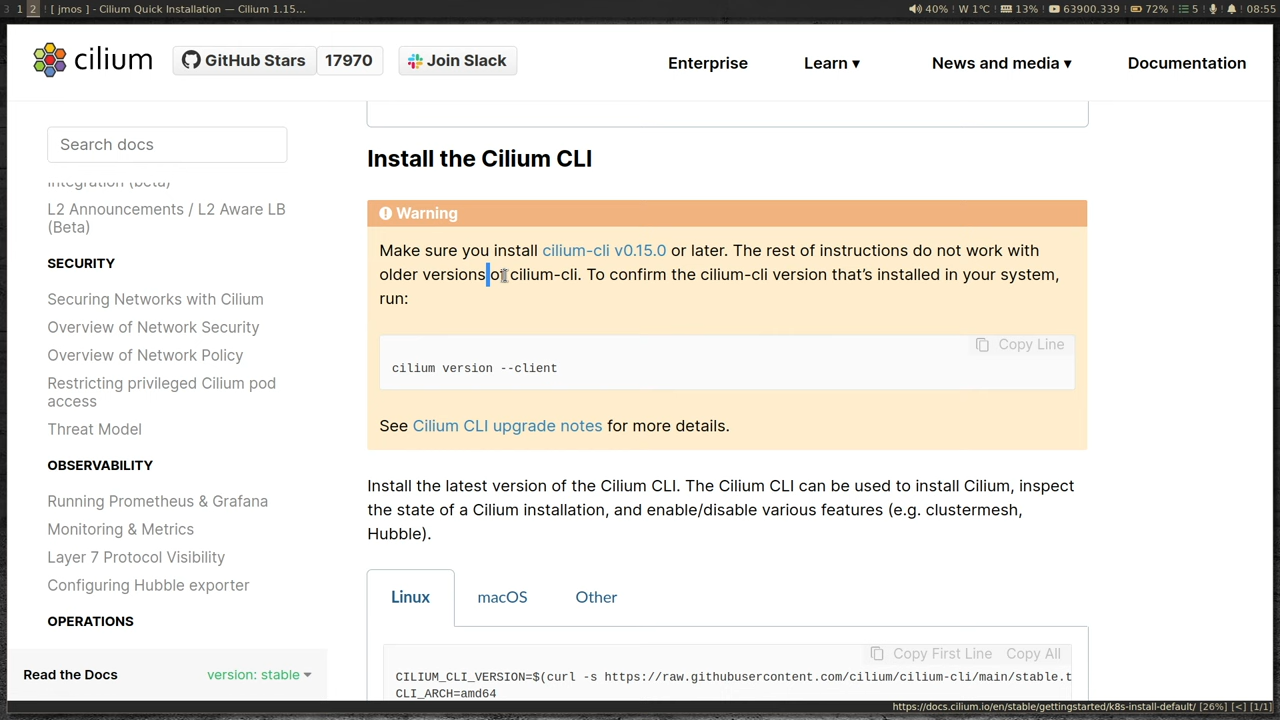 3 1 2 [ jmos ] Cilium Quick Installation — Cilium 1.15... 40% W 1°C 13% 63900.339 72% 5 08:55
cilium GitHub Stars 17970 Join Slack Enterprise Learn ▾ News and media ▾ Documentation
Search docs
Integration (beta)
L2 Announcements / L2 Aware LB
(Beta)
SECURITY
Securing Networks with Cilium
Overview of Network Security
Overview of Network Policy
Restricting privileged Cilium pod
access
Threat Model
OBSERVABILITY
Running Prometheus & Grafana
Monitoring & Metrics
Layer 7 Protocol Visibility
Configuring Hubble exporter
OPERATIONS
Read the Docs version: stable
Install the Cilium CLI
Warning
Make sure you install cilium-cli v0.15.0 or later. The rest of instructions do not work with
older versions of cilium-cli. To confirm the cilium-cli version that's installed in your system,
run:
Copy Line
cilium version --client
See Cilium CLI upgrade notes for more details.
Install the latest version of the Cilium CLI. The Cilium CLI can be used to install Cilium, inspect
the state of a Cilium installation, and enable/disable various features (e.g. clustermesh,
Hubble).
Linux macOS Other
Copy First Line Copy All
CILIUM_CLI_VERSION=$(curl -s https://raw.githubusercontent.com/cilium/cilium-cli/main/stable.t
CLI_ARCH=amd64
https://docs.cilium.io/en/stable/gettingstarted/k8s-install-default/ [26%] [<] [1/1]